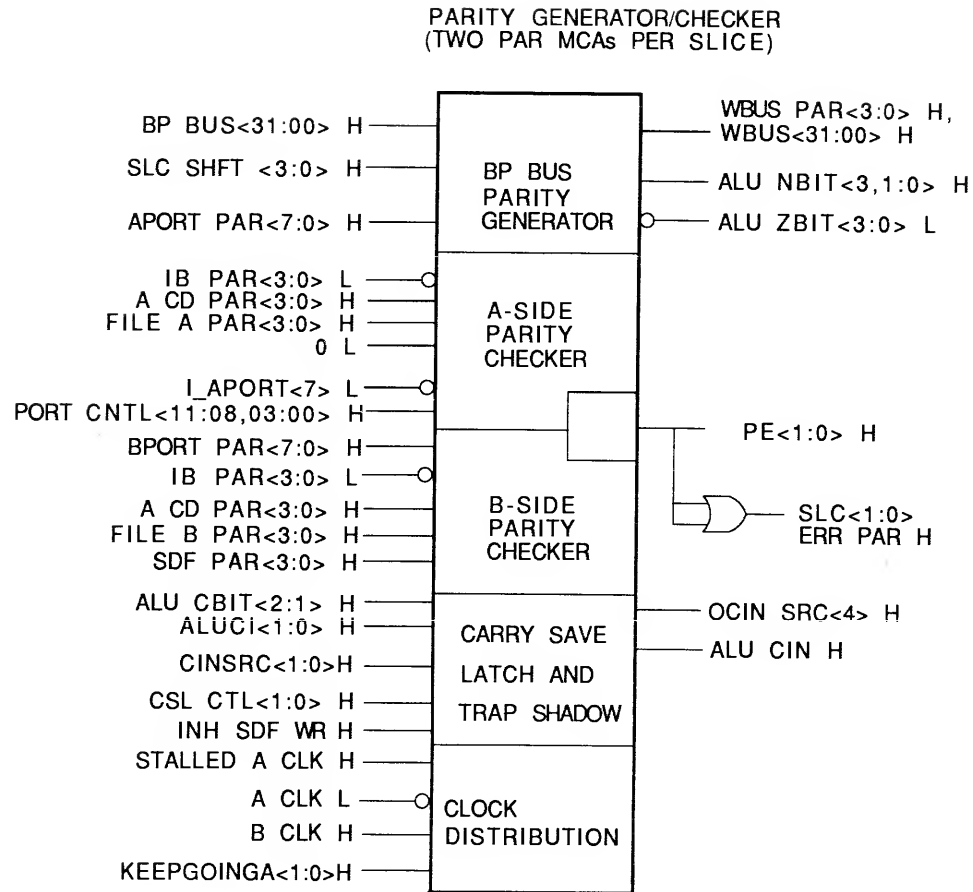 PARITY GENERATOR/CHECKER
(TWO PAR MCAs PER SLICE)
BP BUS<31:00> H
SLC SHFT <3:0> H
APORT PAR<7:0> H
BP BUS
PARITY
GENERATOR
WBUS PAR<3:0> H,
WBUS<31:00> H
ALU NBIT<3,1:0> H
ALU ZBIT<3:0> L
IB PAR<3:0> L
A CD PAR<3:0> H
FILE A PAR<3:0> H
0 L
I_APORT<7> L
PORT CNTL<11:08,03:00> H
A-SIDE
PARITY
CHECKER
BPORT PAR<7:0> H
IB PAR<3:0> L
A CD PAR<3:0> H
FILE B PAR<3:0> H
SDF PAR<3:0> H
B-SIDE
PARITY
CHECKER
PE<1:0> H
SLC<1:0>
ERR PAR H
ALU CBIT<2:1> H
ALUCi<1:0> H
CINSRC<1:0>H
CSL CTL<1:0> H
INH SDF WR H
CARRY SAVE
LATCH AND
TRAP SHADOW
OCIN SRC<4> H
ALU CIN H
STALLED A CLK H
A CLK L
B CLK H
KEEPGOINGA<1:0>H
CLOCK
DISTRIBUTION